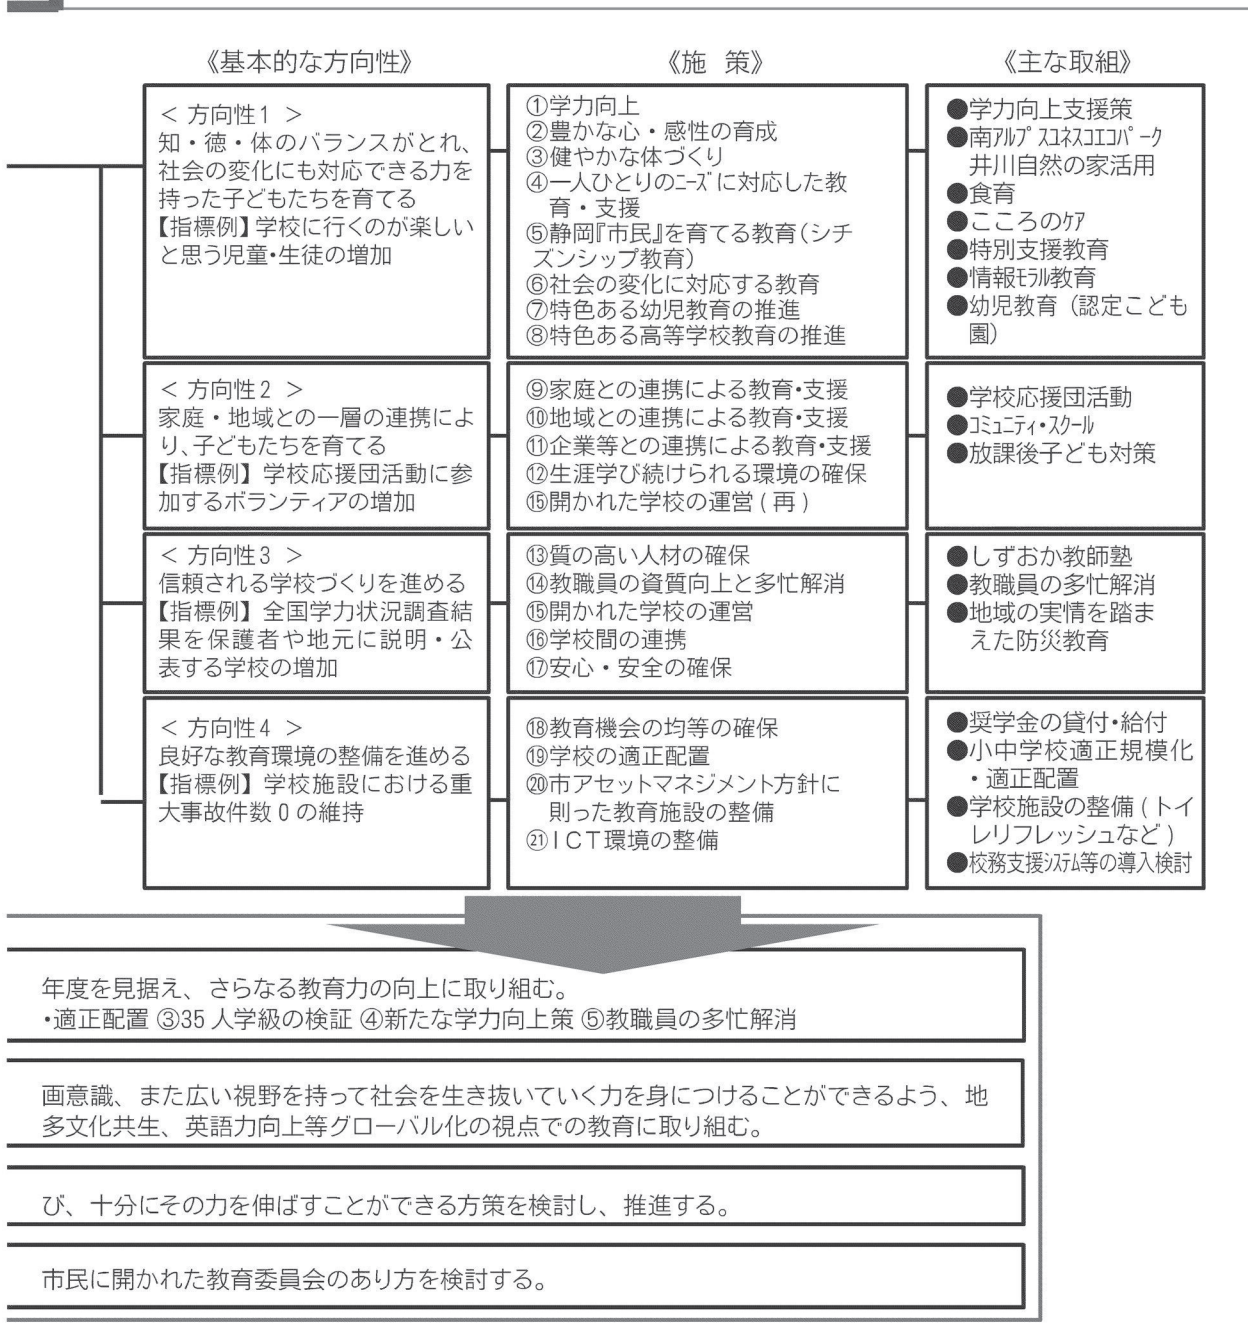 《基本的な方向性》
《施　策》
《主な取組》
＜ 方向性1 ＞
知・徳・体のバランスがとれ、
社会の変化にも対応できる力を
持った子どもたちを育てる
【指標例】学校に行くのが楽しい
と思う児童・生徒の増加
①学力向上
②豊かな心・感性の育成
③健やかな体づくり
④一人ひとりのニーズに対応した教
育・支援
⑤静岡『市民』を育てる教育(シチ
ズンシップ教育)
⑥社会の変化に対応する教育
⑦特色ある幼児教育の推進
⑧特色ある高等学校教育の推進
●学力向上支援策
●南アルプスユネスコエコパーク
井川自然の家活用
●食育
●こころのケア
●特別支援教育
●情報モラル教育
●幼児教育（認定こども
園）
＜ 方向性2 ＞
家庭・地域との一層の連携によ
り、子どもたちを育てる
【指標例】学校応援団活動に参
加するボランティアの増加
⑨家庭との連携による教育・支援
⑩地域との連携による教育・支援
⑪企業等との連携による教育・支援
⑫生涯学び続けられる環境の確保
⑮開かれた学校の運営(再)
●学校応援団活動
●コミュニティ・スクール
●放課後子ども対策
＜ 方向性3 ＞
信頼される学校づくりを進める
【指標例】全国学力状況調査結
果を保護者や地元に説明・公
表する学校の増加
⑬質の高い人材の確保
⑭教職員の資質向上と多忙解消
⑮開かれた学校の運営
⑯学校間の連携
⑰安心・安全の確保
●しずおか教師塾
●教職員の多忙解消
●地域の実情を踏ま
えた防災教育
＜ 方向性4 ＞
良好な教育環境の整備を進める
【指標例】学校施設における重
大事故件数0の維持
⑱教育機会の均等の確保
⑲学校の適正配置
⑳市アセットマネジメント方針に
則った教育施設の整備
㉑ＩＣＴ環境の整備
●奨学金の貸付・給付
●小中学校適正規模化
・適正配置
●学校施設の整備(トイ
レリフレッシュなど)
●校務支援システム等の導入検討
年度を見据え、さらなる教育力の向上に取り組む。
・適正配置 ③35人学級の検証 ④新たな学力向上策 ⑤教職員の多忙解消
画意識、また広い視野を持って社会を生き抜いていく力を身につけることができるよう、地
多文化共生、英語力向上等グローバル化の視点での教育に取り組む。
び、十分にその力を伸ばすことができる方策を検討し、推進する。
市民に開かれた教育委員会のあり方を検討する。